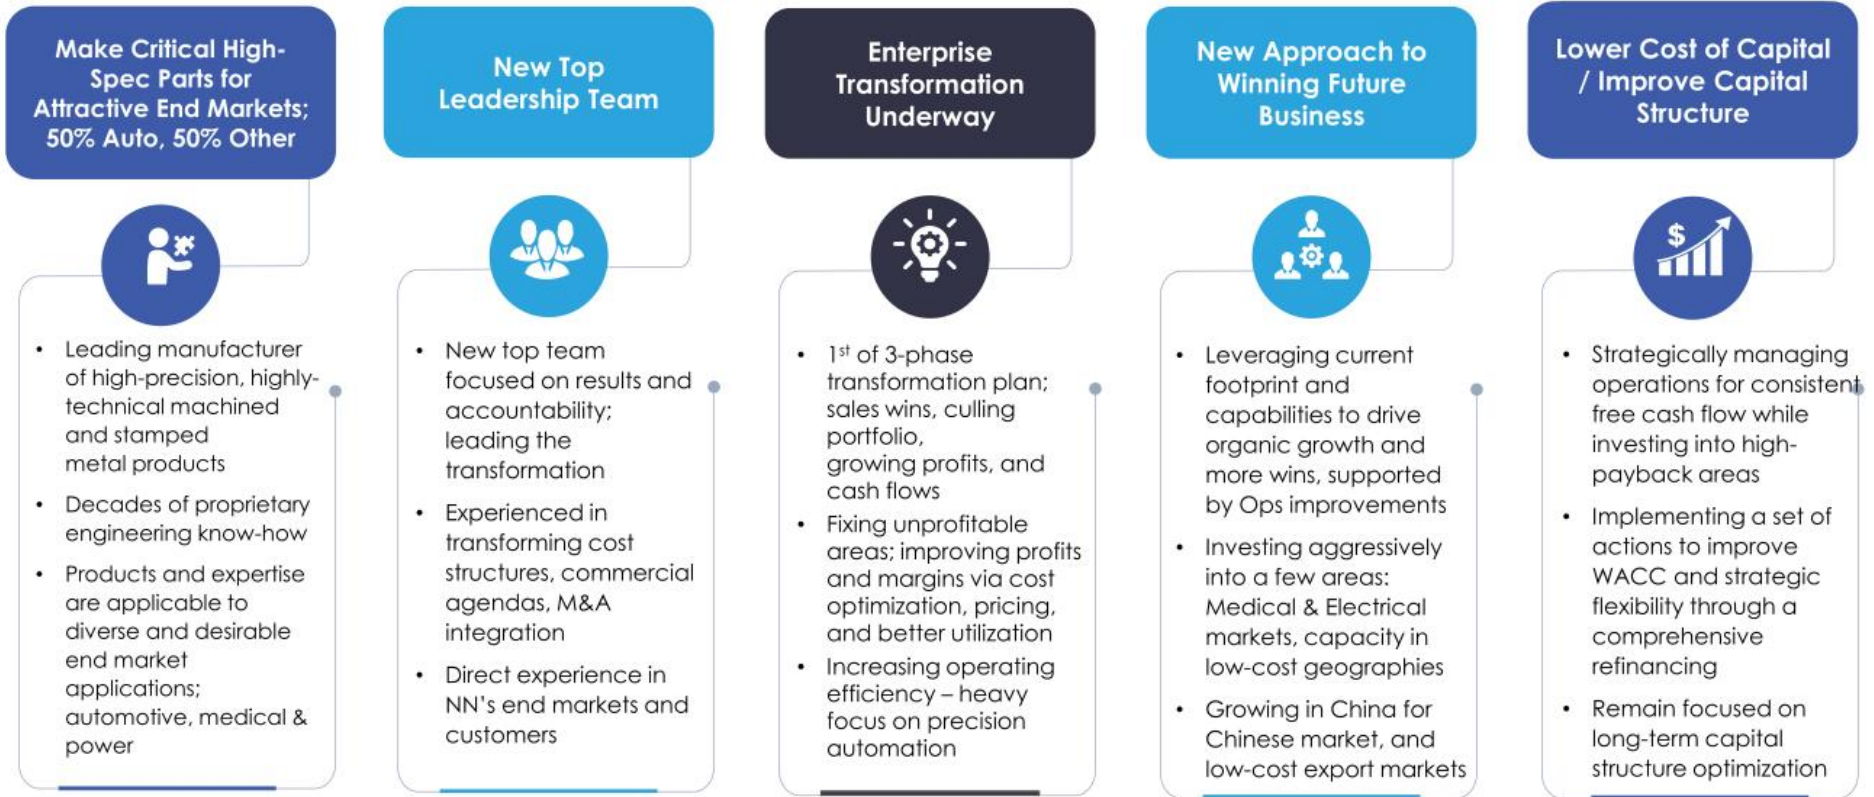 Make Critical High-
Spec Parts for
Attractive End Markets;
50% Auto, 50% Other
• Leading manufacturer
of high-precision, highly-
technical machined
and stamped
metal products
• Decades of proprietary
engineering know-how
• Products and expertise
are applicable to
diverse and desirable
end market
applications;
automotive, medical &
power
New Top
Leadership Team
• New top team
focused on results and
accountability;
leading the
transformation
• Experienced in
transforming cost
structures, commercial
agendas, M&A
integration
• Direct experience in
NN's end markets and
customers
Enterprise
Transformation
Underway
• 1st of 3-phase
transformation plan;
sales wins, culling
portfolio,
growing profits, and
cash flows
• Fixing unprofitable
areas; improving profits
and margins via cost
optimization, pricing,
and better utilization
• Increasing operating
efficiency – heavy
focus on precision
automation
New Approach to
Winning Future
Business
• Leveraging current
footprint and
capabilities to drive
organic growth and
more wins, supported
by Ops improvements
• Investing aggressively
into a few areas:
Medical & Electrical
markets, capacity in
low-cost geographies
• Growing in China for
Chinese market, and
low-cost export markets
Lower Cost of Capital
/ Improve Capital
Structure
$
• Strategically managing
operations for consistent
free cash flow while
investing into high-
payback areas
• Implementing a set of
actions to improve
WACC and strategic
flexibility through a
comprehensive
refinancing
• Remain focused on
long-term capital
structure optimization